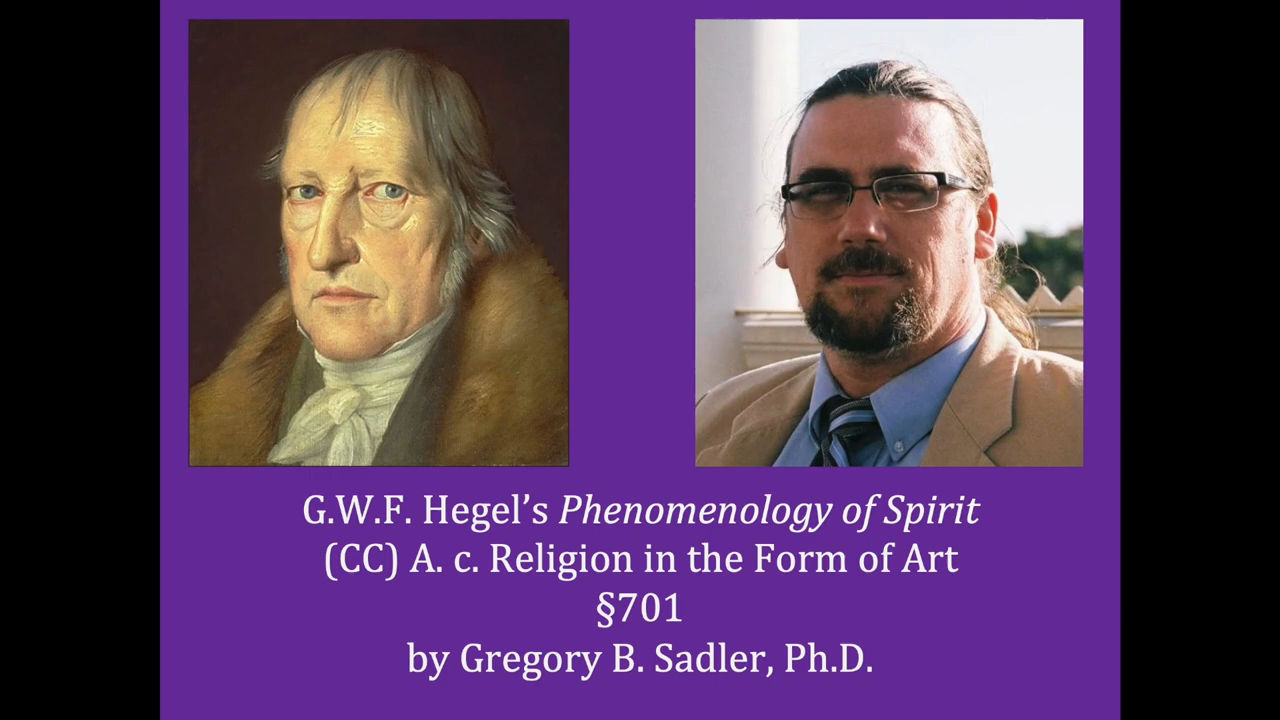 G.W.F. Hegel’s Phenomenology of Spirit
(CC) A. c. Religion in the Form of Art
§701
by Gregory B. Sadler, Ph.D.